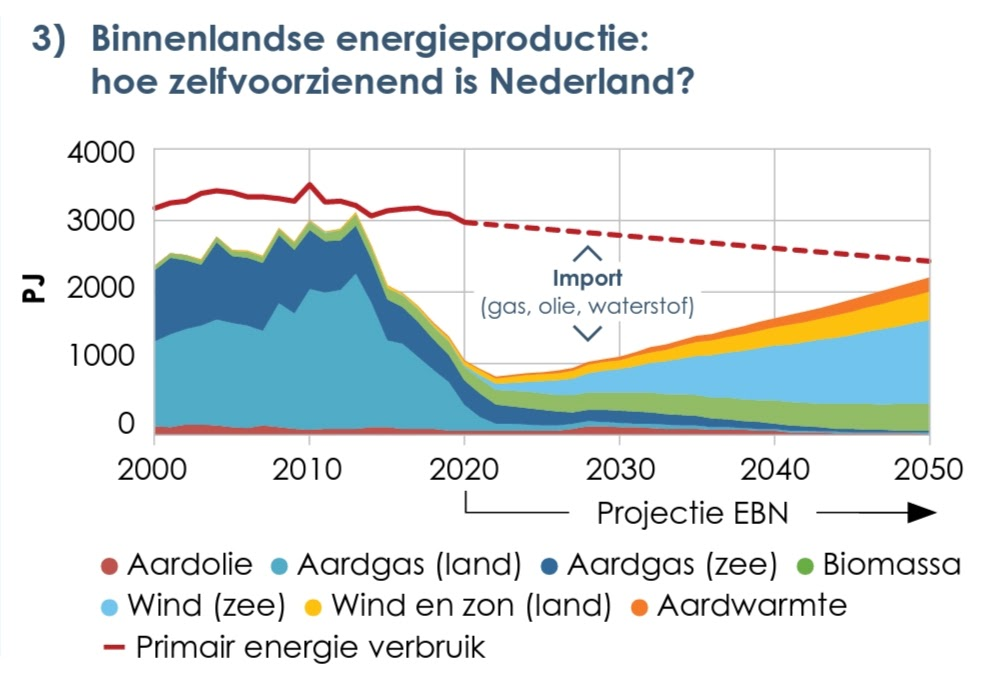 3) Binnenlandse energieproductie:
hoe zelfvoorzienend is Nederland?
4000
3000
2000
1000
0
PJ
Import
(gas, olie, waterstof)
2000 2010 2020 2030 2040 2050
Projectie EBN
Aardolie Aardgas (land) Aardgas (zee) Biomassa
Wind (zee) Wind en zon (land) Aardwarmte
Primair energie verbruik